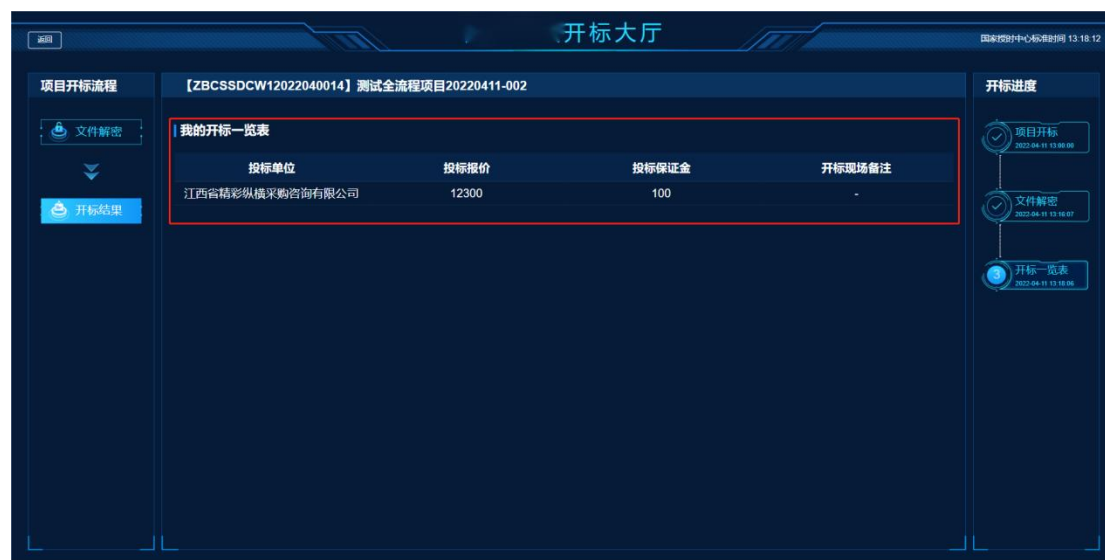 返回
开标大厅
国家授时中心标准时间 13:18:12
项目开标流程
文件解密
开标结果
【ZBCSSDCW12022040014】测试全流程项目20220411-002
我的开标一览表
投标单位 投标报价 投标保证金 开标现场备注
江西省精彩纵横采购咨询有限公司 12300 100 -
开标进度
项目开标
2022-04-11 13:00:00
文件解密
2022-04-11 13:16:07
3 开标一览表
2022-04-11 13:18:06